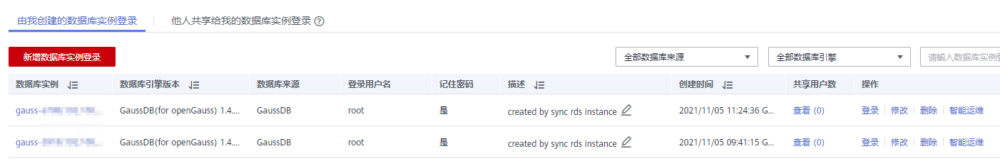 由我创建的数据库实例登录 他人共享给我的数据库实例登录 ?
新增数据库实例登录 全部数据库来源 全部数据库引擎 请输入数据库实例登
数据库实例 数据库引擎版本 数据库来源 登录用户名 记住密码 描述 创建时间 共享用户数 操作
gauss- GaussDB(for openGauss) 1.4.... GaussDB root 是 created by sync rds instance 2021/11/05 11:24:36 G... 查看 (0) 登录 修改 删除 智能运维
gauss- GaussDB(for openGauss) 1.4.... GaussDB root 是 created by sync rds instance 2021/11/05 09:41:15 G... 查看 (0) 登录 修改 删除 智能运维